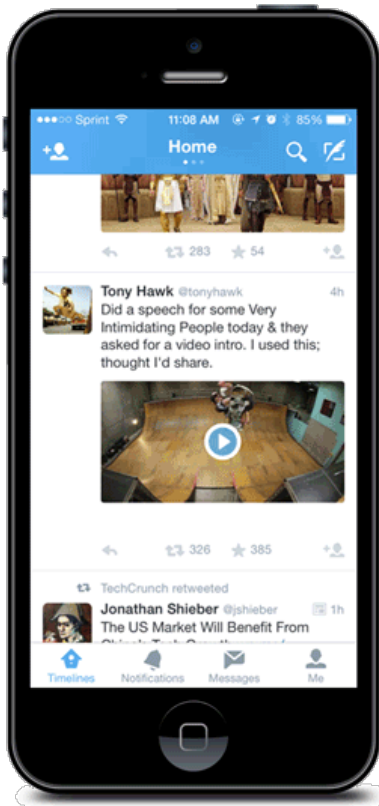 Sprint 11:08 AM 85%
Home
283 54
Tony Hawk @tonyhawk 4h
Did a speech for some Very
Intimidating People today & they
asked for a video intro. I used this;
thought I'd share.
326 385
TechCrunch retweeted
Jonathan Shieber @jshieber 1h
The US Market Will Benefit From
Timelines Notifications Messages Me